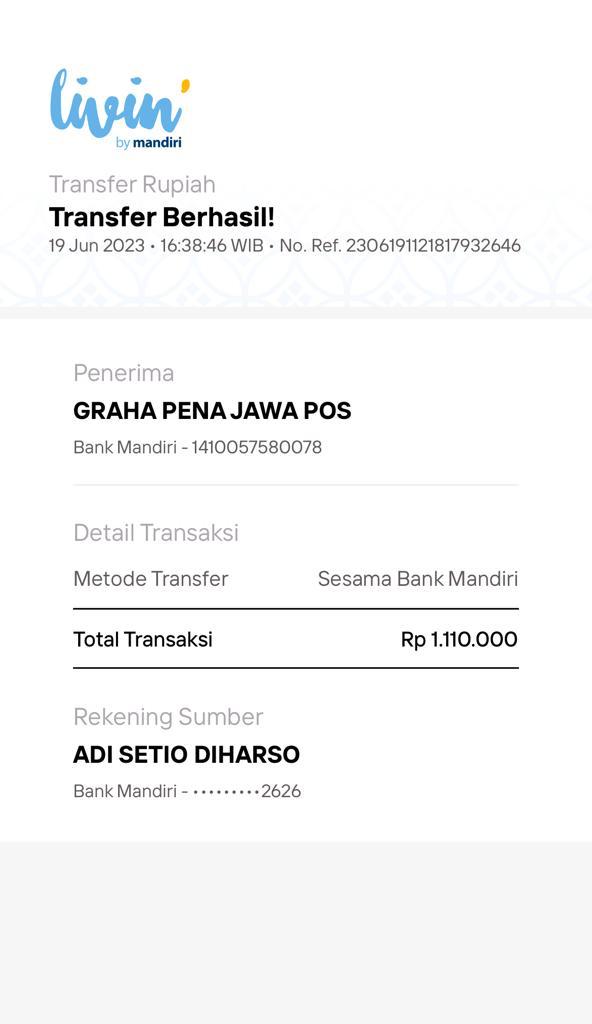 livin'
by mandiri
Transfer Rupiah
Transfer Berhasil!
19 Jun 2023 • 16:38:46 WIB • No. Ref. 2306191121817932646
Penerima
GRAHA PENA JAWA POS
Bank Mandiri - 1410057580078
Detail Transaksi
Metode Transfer Sesama Bank Mandiri
Total Transaksi Rp 1.110.000
Rekening Sumber
ADI SETIO DIHARSO
Bank Mandiri - •••••••••2626